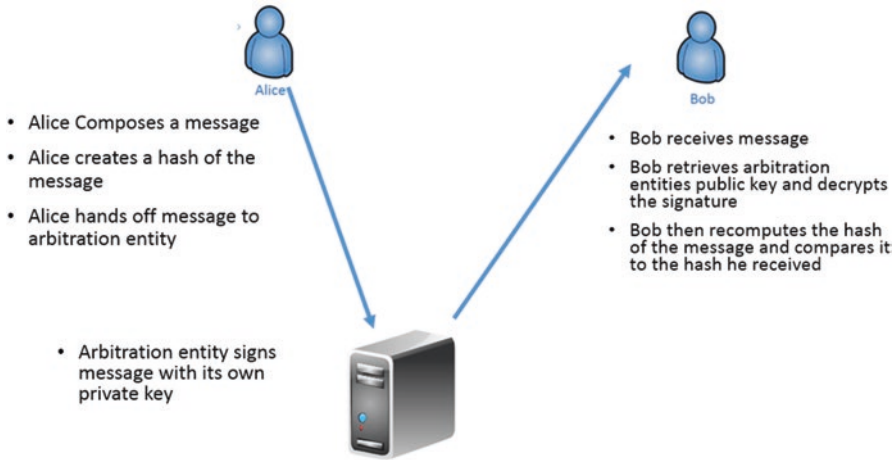 Alice
• Alice Composes a message
• Alice creates a hash of the
message
• Alice hands off message to
arbitration entity
Bob
• Bob receives message
• Bob retrieves arbitration
entities public key and decrypts
the signature
• Bob then recomputes the hash
of the message and compares it
to the hash he received
• Arbitration entity signs
message with its own
private key